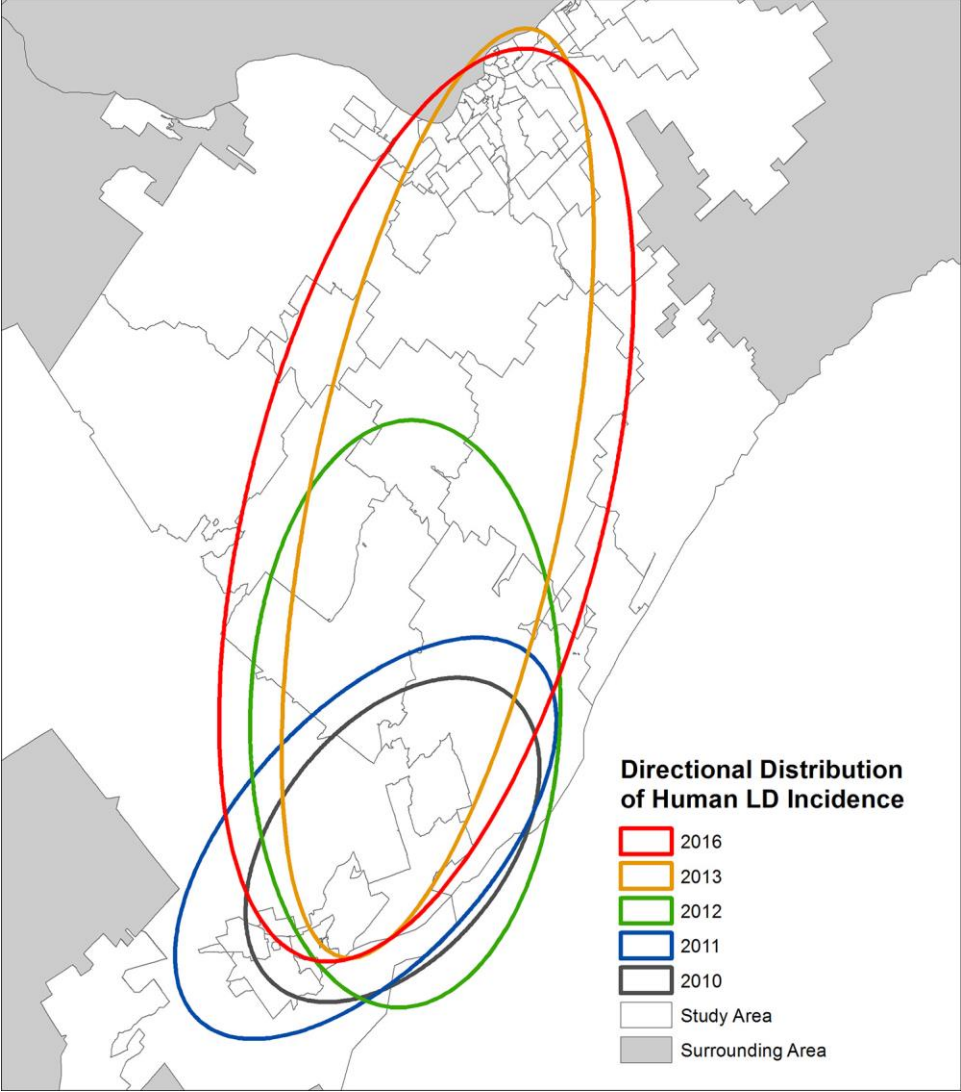 Directional Distribution
of Human LD Incidence
2016
2013
2012
2011
2010
Study Area
Surrounding Area